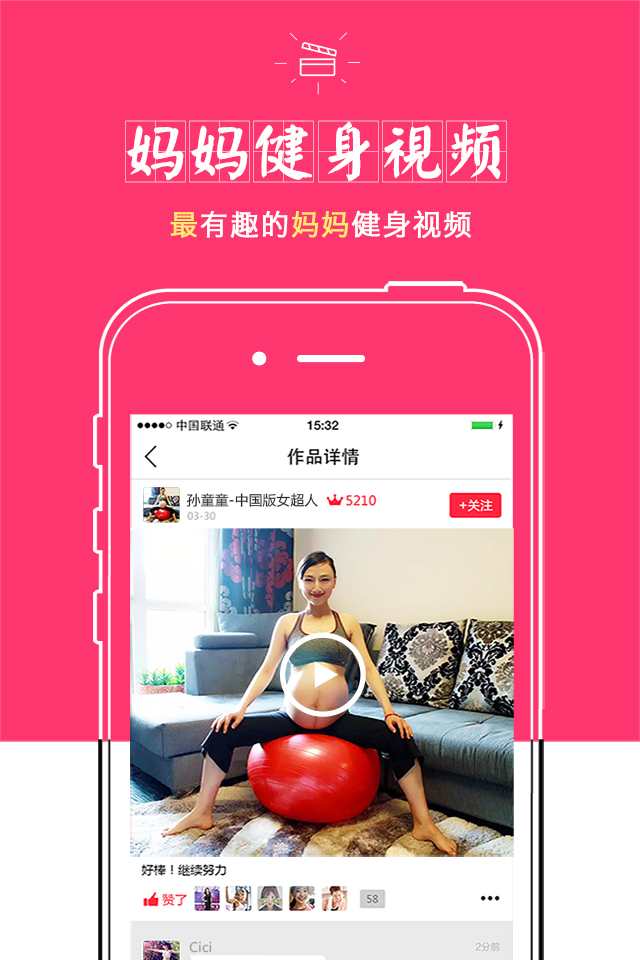 妈妈健身視频
最有趣的妈妈健身视频
中国联通 15:32
作品详情
孙童童-中国版女超人 5210
03-30
+关注
好棒！继续努力
赞了 58
Cici 2分前